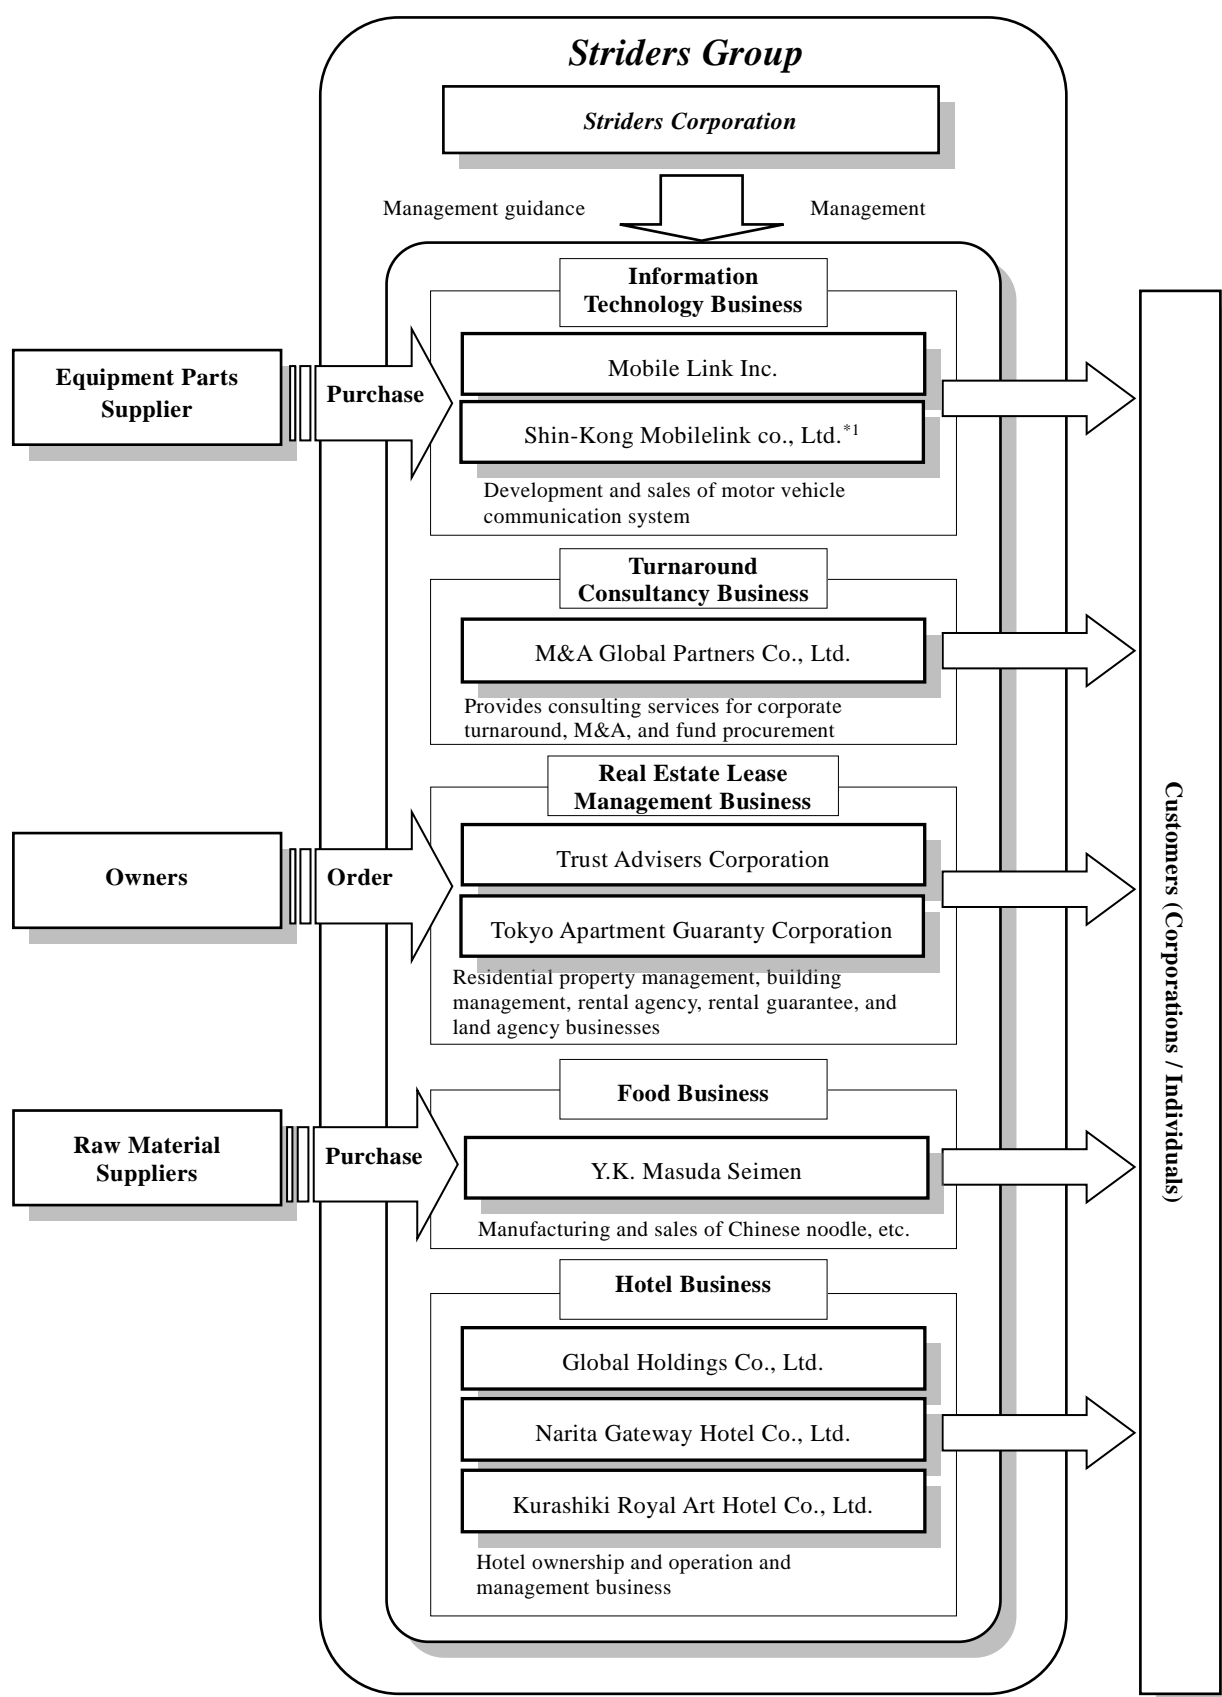 Striders Group
Striders Corporation
Management guidance
Management
Information
Technology Business
Mobile Link Inc.
Shin-Kong Mobilelink co., Ltd.*1
Development and sales of motor vehicle
communication system
Equipment Parts
Supplier
Purchase
Turnaround
Consultancy Business
M&A Global Partners Co., Ltd.
Provides consulting services for corporate
turnaround, M&A, and fund procurement
Real Estate Lease
Management Business
Trust Advisers Corporation
Tokyo Apartment Guaranty Corporation
Residential property management, building
management, rental agency, rental guarantee, and
land agency businesses
Owners
Order
Food Business
Y.K. Masuda Seimen
Manufacturing and sales of Chinese noodle, etc.
Raw Material
Suppliers
Purchase
Hotel Business
Global Holdings Co., Ltd.
Narita Gateway Hotel Co., Ltd.
Kurashiki Royal Art Hotel Co., Ltd.
Hotel ownership and operation and
management business
Customers (Corporations / Individuals)